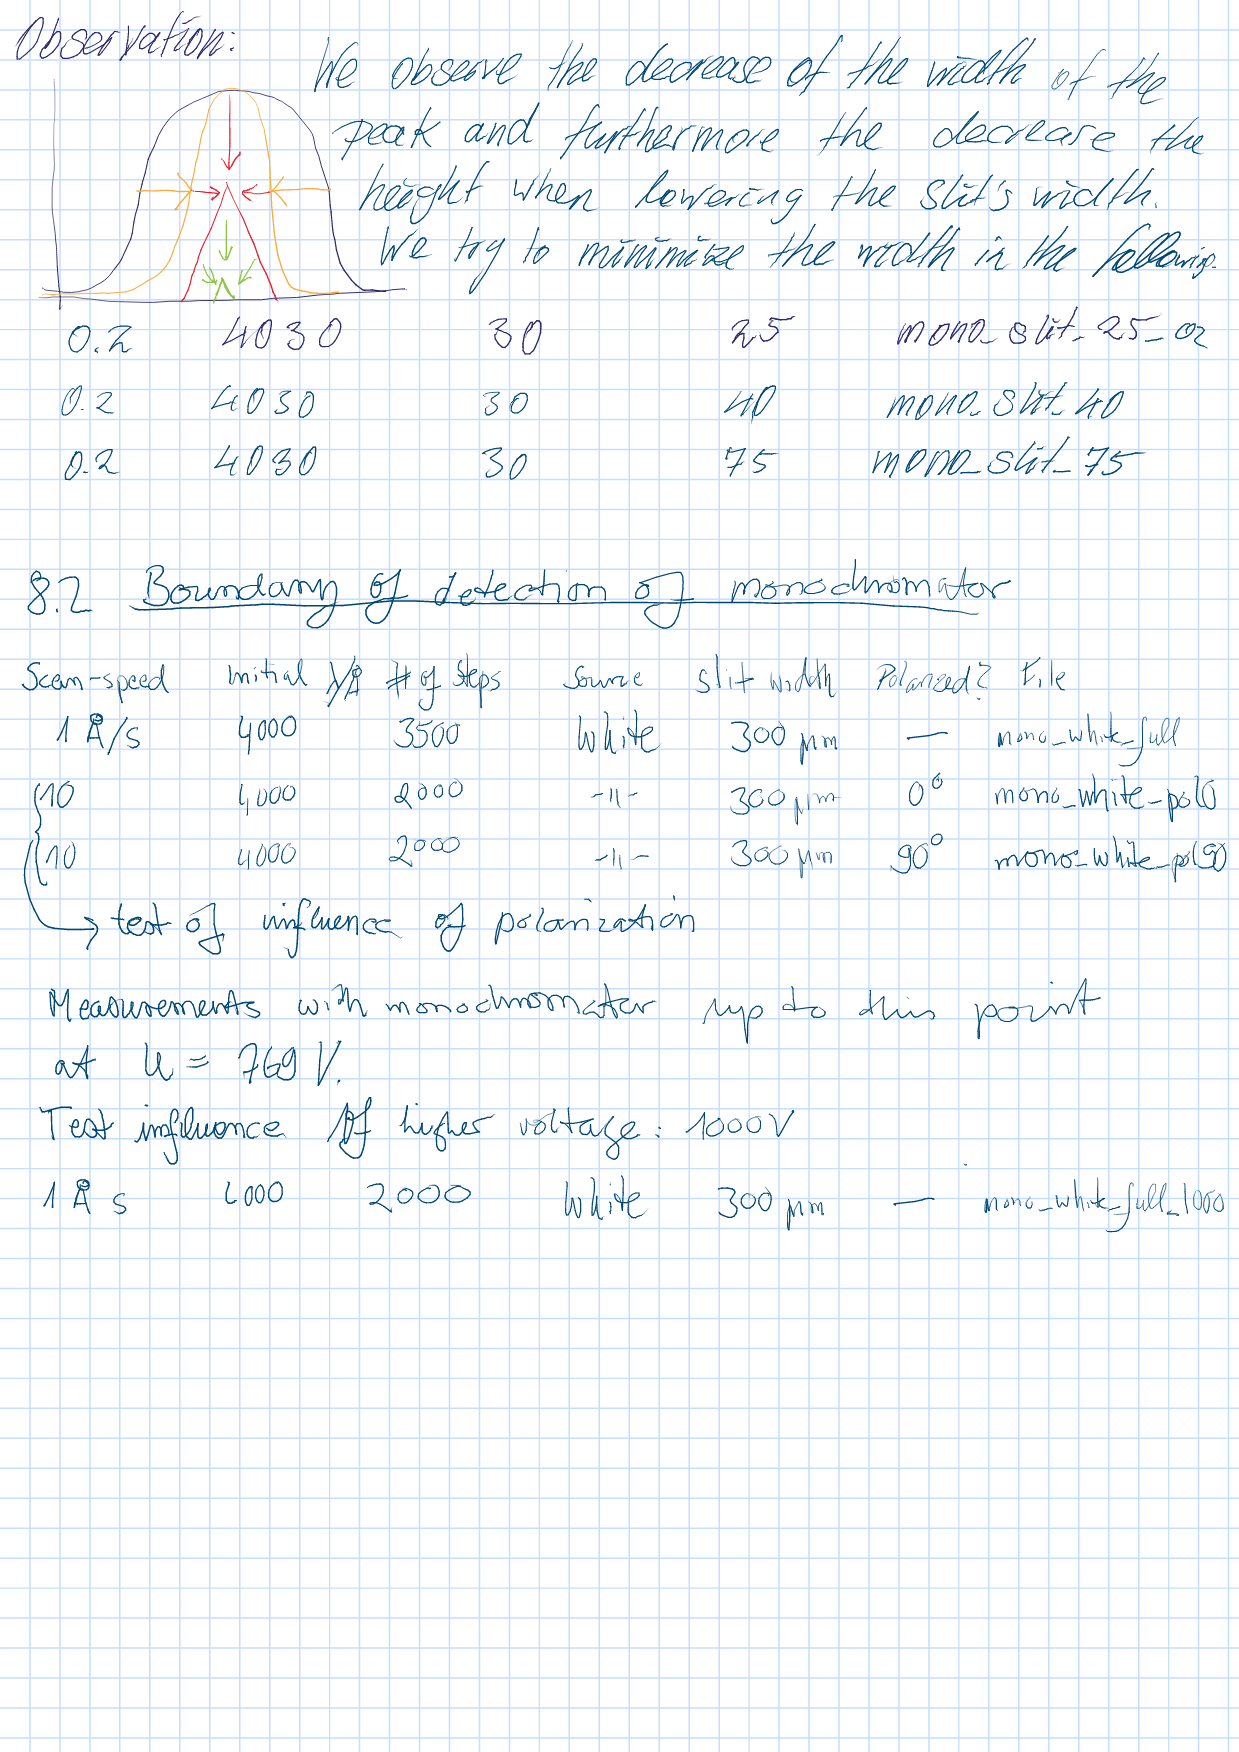 Observation:
We observe the decrease of the width of the
peak and furthermore the decrease the
height when lowering the slit's width.
We try to minimize the width in the following.
0.2 4030 30 25 mono_slit_25_02
0.2 4030 30 40 mono_slit_40
0.2 4030 30 75 mono_slit_75
8.2 Boundary of detection of monochromator
Scan-speed Initial λ/Å # of Steps Source Slit width Polarized? File
1 Å/s 4000 3500 White 300 µm — mono_white_full
10 4000 2000 -"- 300 µm 0° mono_white_pol0
10 4000 2000 -"- 300 µm 90° mono_white_pol90
→ test of influence of polarization
Measurements with monochromator up to this point
at U = 769 V.
Test influence of higher voltage: 1000V
1 Å s 4000 2000 White 300 µm — mono_white_full_1000